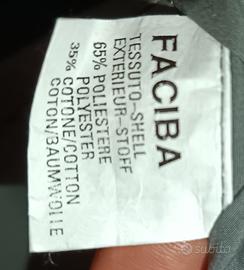 FACIBA
TESSUTO-SHELL
EXTERIEUR-STOFF
65% POLIESTERE
POLYESTER
35% COTONE/COTTON
COTON/BAUMWOLLE
subito